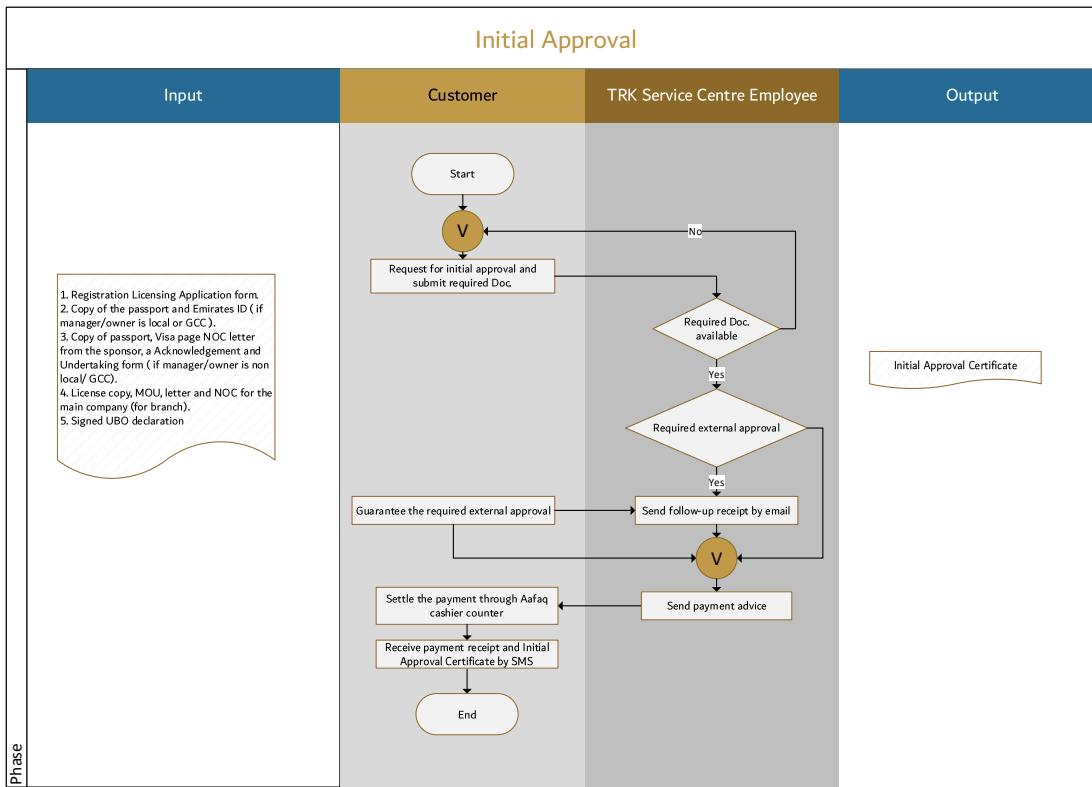 Initial Approval
Phase
Input
Customer
TRK Service Centre Employee
Output
Start
V
No
Request for initial approval and
submit required Doc.
1. Registration Licensing Application form.
2. Copy of the passport and Emirates ID ( if
manager/owner is local or GCC ).
3. Copy of passport, Visa page NOC letter
from the sponsor, a Acknowledgement and
Undertaking form ( if manager/owner is non
local/ GCC).
4. License copy, MOU, letter and NOC for the
main company (for branch).
5. Signed UBO declaration
Required Doc.
available
Yes
Initial Approval Certificate
Required external approval
Yes
Guarantee the required external approval
Send follow-up receipt by email
V
Settle the payment through Aafaq
cashier counter
Send payment advice
Receive payment receipt and Initial
Approval Certificate by SMS
End